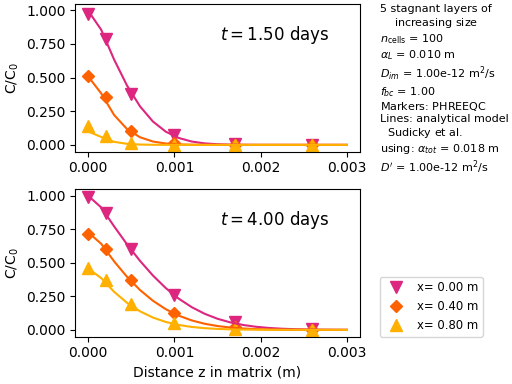 1.000
0.750
0.500
0.250
0.000
C/C₀
t = 1.50 days
0.000 0.001 0.002 0.003
5 stagnant layers of
increasing size
n_cells = 100
α_L = 0.010 m
D_im = 1.00e-12 m²/s
f_bc = 1.00
Markers: PHREEQC
Lines: analytical model
Sudicky et al.
using: α_tot = 0.018 m
D' = 1.00e-12 m²/s
1.000
0.750
0.500
0.250
0.000
C/C₀
t = 4.00 days
0.000 0.001 0.002 0.003
Distance z in matrix (m)
x= 0.00 m
x= 0.40 m
x= 0.80 m